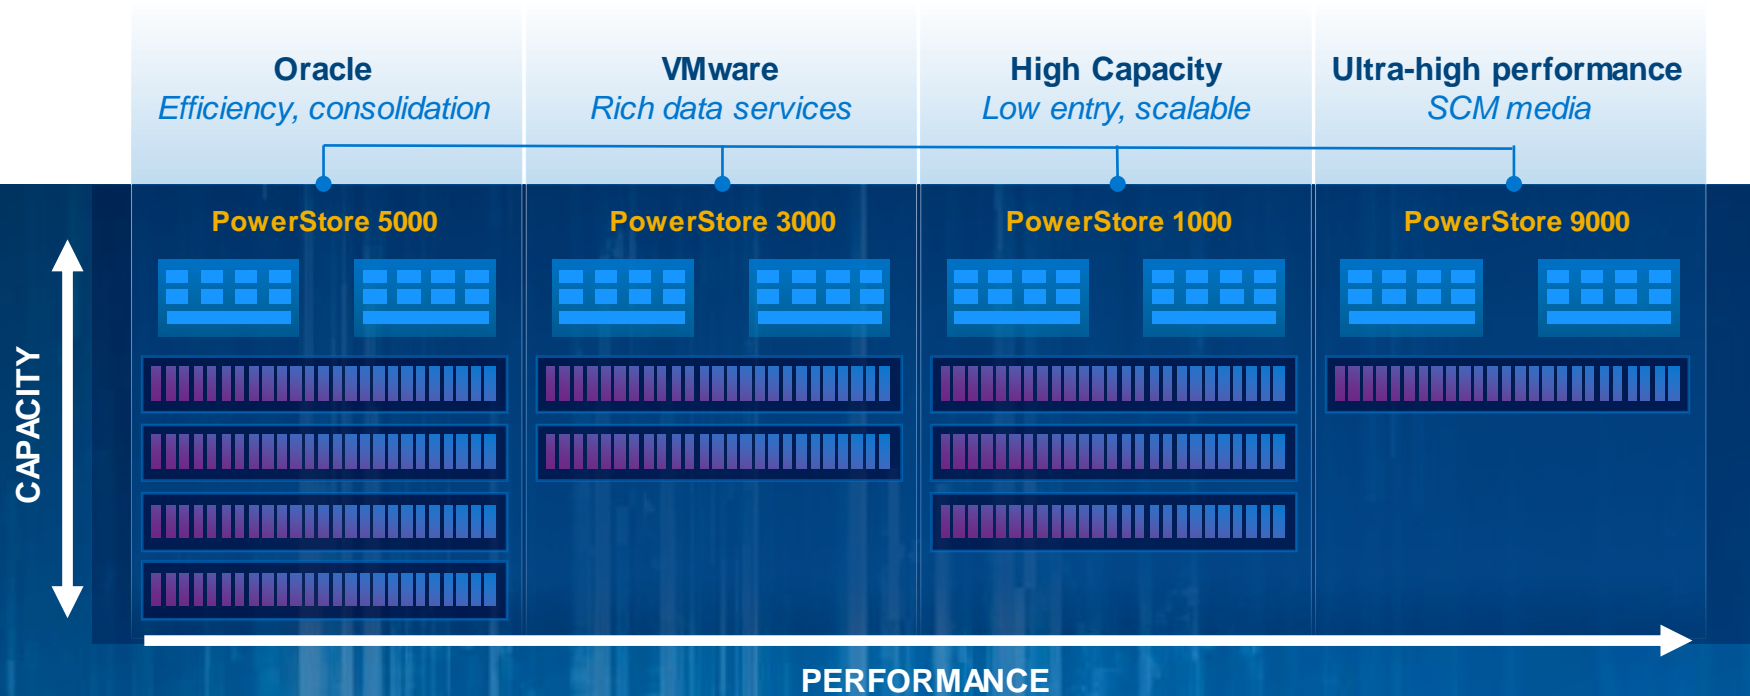 Oracle
Efficiency, consolidation
VMware
Rich data services
High Capacity
Low entry, scalable
Ultra-high performance
SCM media
PowerStore 5000
PowerStore 3000
PowerStore 1000
PowerStore 9000
CAPACITY
PERFORMANCE